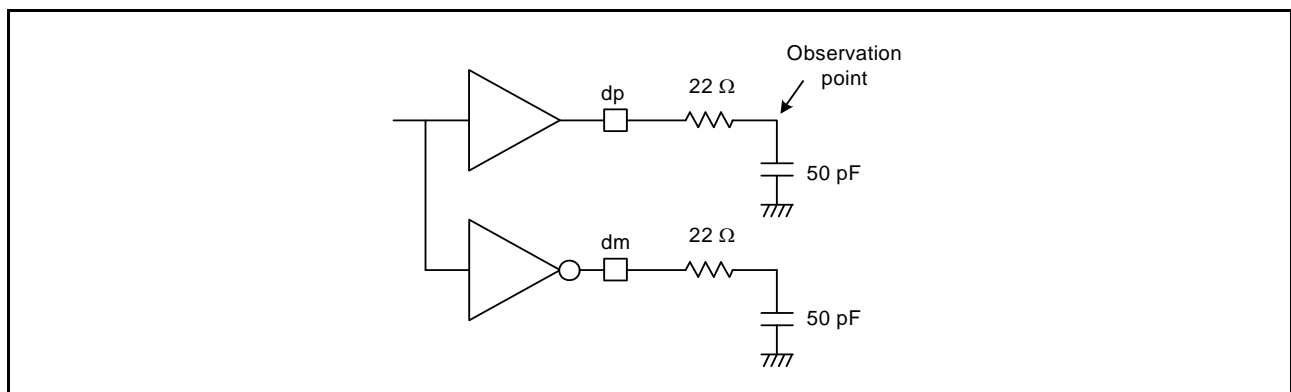 Observation
point
22 Ω
dp
50 pF
22 Ω
dm
50 pF